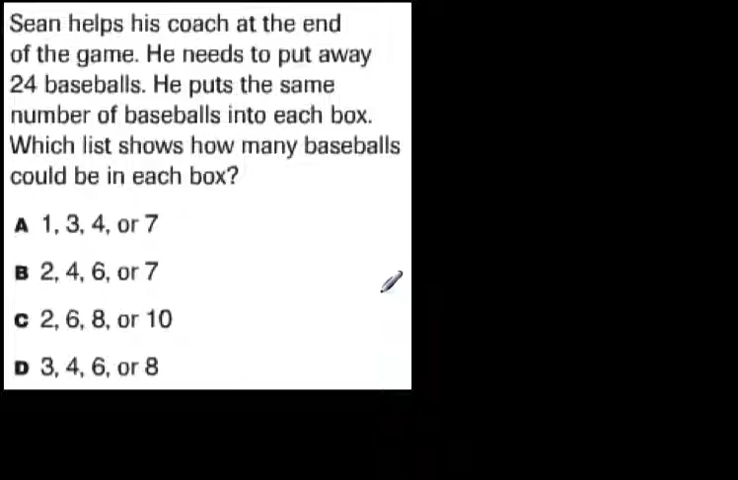 Sean helps his coach at the end
of the game. He needs to put away
24 baseballs. He puts the same
number of baseballs into each box.
Which list shows how many baseballs
could be in each box?
A 1, 3, 4, or 7
B 2, 4, 6, or 7
C 2, 6, 8, or 10
D 3, 4, 6, or 8